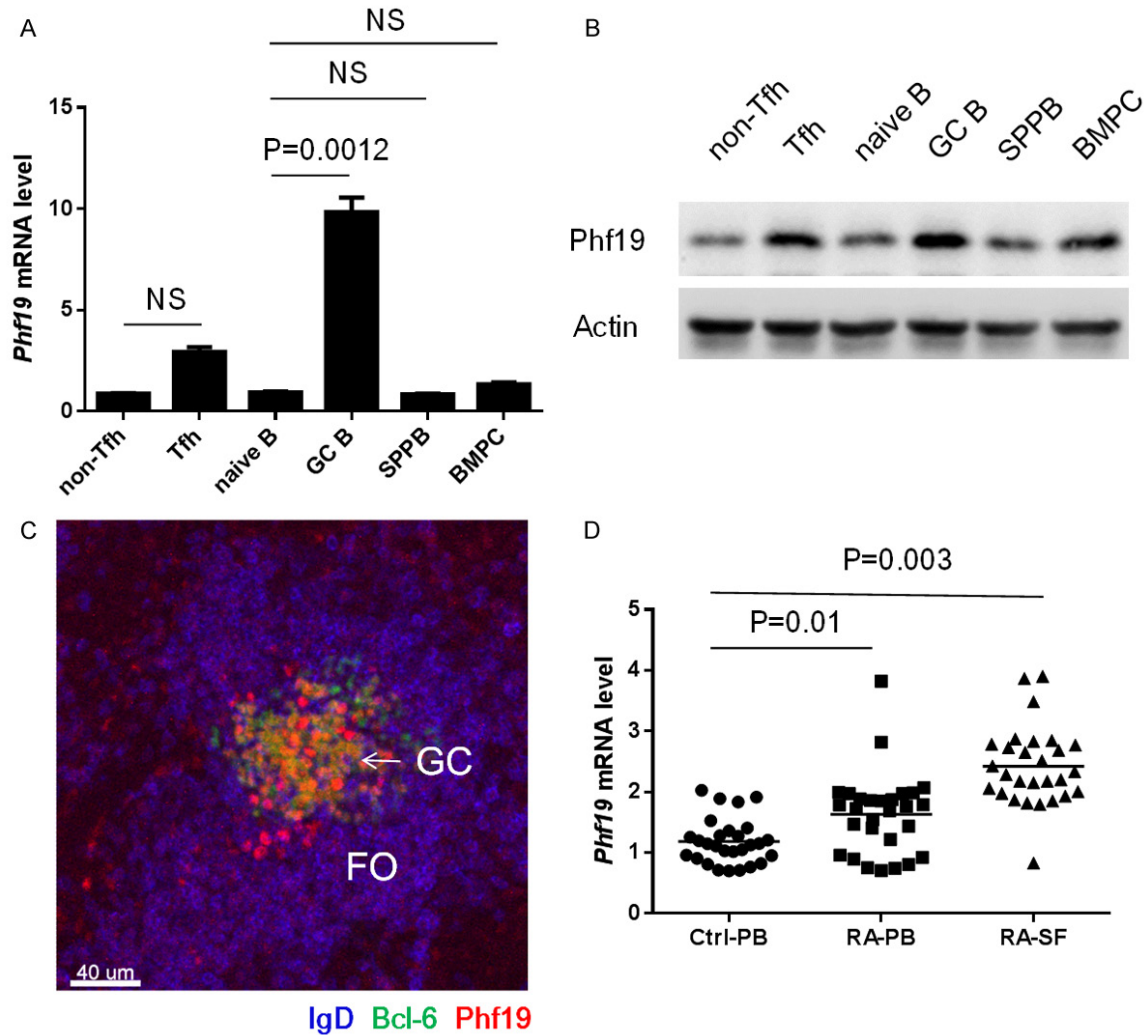 A
NS
NS
P=0.0012
NS
15
10
5
0
Phf19 mRNA level
non-Tfh
Tfh
naive B
GC B
SPPB
BMPC
B
non-Tfh
Tfh
naive B
GC B
SPPB
BMPC
Phf19
Actin
C
GC
FO
40 um
IgD Bcl-6 Phf19
D
P=0.003
P=0.01
5
4
3
2
1
0
Phf19 mRNA level
Ctrl-PB
RA-PB
RA-SF